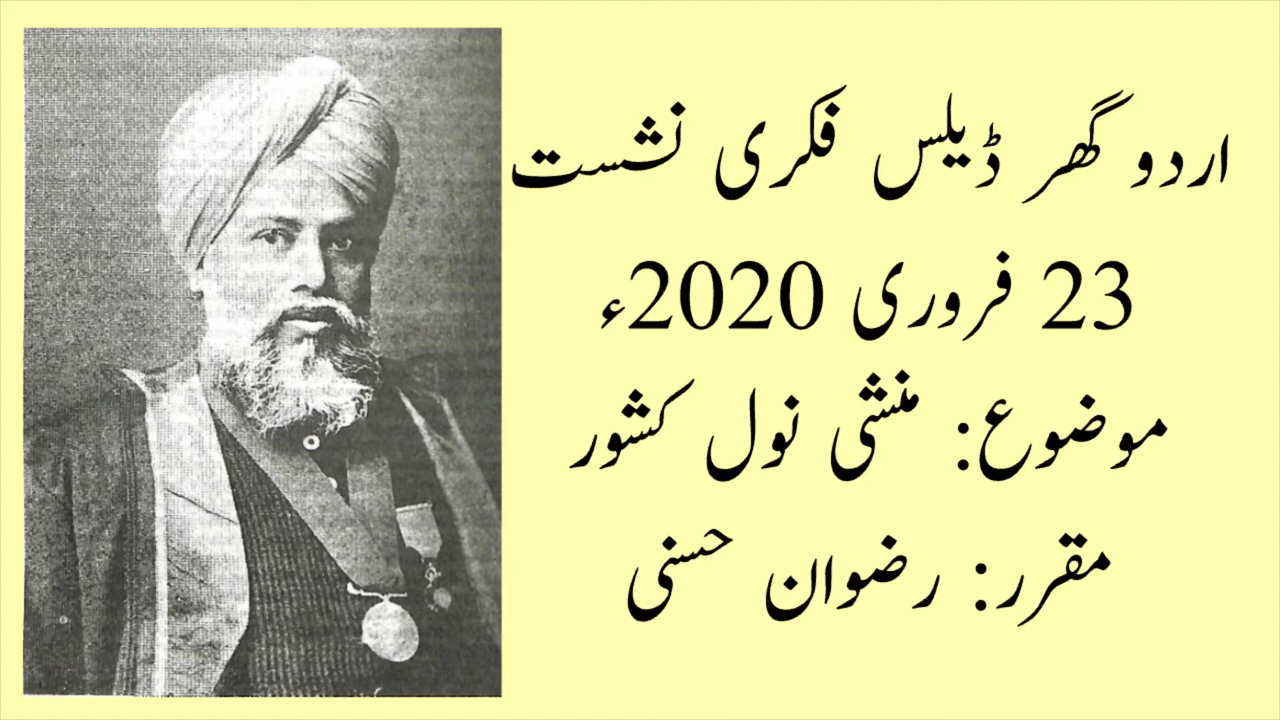 اردو گھر ڈیلس فکری نشست
23 فروری 2020ء
موضوع: منشی نول کشور
مقرر: رضوان حسنی